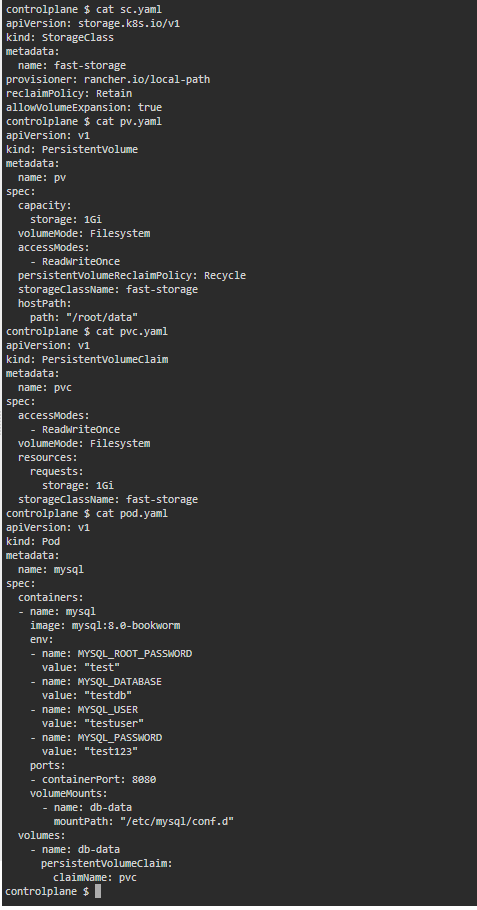 controlplane $ cat sc.yaml
apiVersion: storage.k8s.io/v1
kind: StorageClass
metadata:
  name: fast-storage
provisioner: rancher.io/local-path
reclaimPolicy: Retain
allowVolumeExpansion: true
controlplane $ cat pv.yaml
apiVersion: v1
kind: PersistentVolume
metadata:
  name: pv
spec:
  capacity:
    storage: 1Gi
  volumeMode: Filesystem
  accessModes:
    - ReadWriteOnce
  persistentVolumeReclaimPolicy: Recycle
  storageClassName: fast-storage
  hostPath:
    path: "/root/data"
controlplane $ cat pvc.yaml
apiVersion: v1
kind: PersistentVolumeClaim
metadata:
  name: pvc
spec:
  accessModes:
    - ReadWriteOnce
  volumeMode: Filesystem
  resources:
    requests:
      storage: 1Gi
  storageClassName: fast-storage
controlplane $ cat pod.yaml
apiVersion: v1
kind: Pod
metadata:
  name: mysql
spec:
  containers:
  - name: mysql
    image: mysql:8.0-bookworm
    env:
    - name: MYSQL_ROOT_PASSWORD
      value: "test"
    - name: MYSQL_DATABASE
      value: "testdb"
    - name: MYSQL_USER
      value: "testuser"
    - name: MYSQL_PASSWORD
      value: "test123"
    ports:
    - containerPort: 8080
    volumeMounts:
      - name: db-data
        mountPath: "/etc/mysql/conf.d"
  volumes:
    - name: db-data
      persistentVolumeClaim:
        claimName: pvc
controlplane $